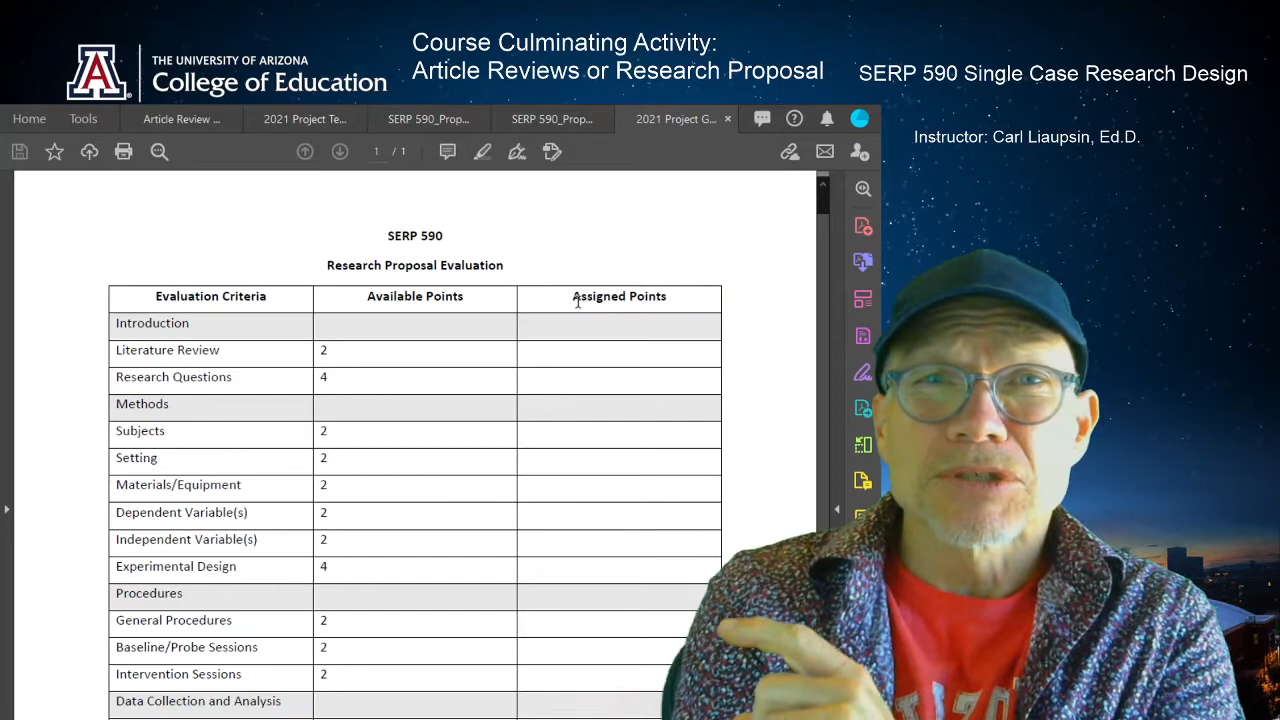 THE UNIVERSITY OF ARIZONA
College of Education
Course Culminating Activity:
Article Reviews or Research Proposal
SERP 590 Single Case Research Design
Instructor: Carl Liaupsin, Ed.D.
Home Tools Article Review ... 2021 Project Te... SERP 590_Prop... SERP 590_Prop... 2021 Project G... ×
1 / 1
SERP 590
Research Proposal Evaluation
Evaluation Criteria Available Points Assigned Points
Introduction
Literature Review 2
Research Questions 4
Methods
Subjects 2
Setting 2
Materials/Equipment 2
Dependent Variable(s) 2
Independent Variable(s) 2
Experimental Design 4
Procedures
General Procedures 2
Baseline/Probe Sessions 2
Intervention Sessions 2
Data Collection and Analysis